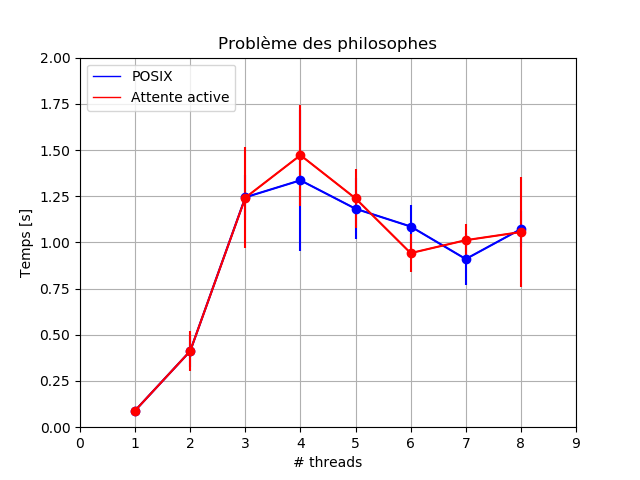 Problème des philosophes
POSIX
Attente active
Temps [s]
2.00
1.75
1.50
1.25
1.00
0.75
0.50
0.25
0.00
0 1 2 3 4 5 6 7 8 9
# threads